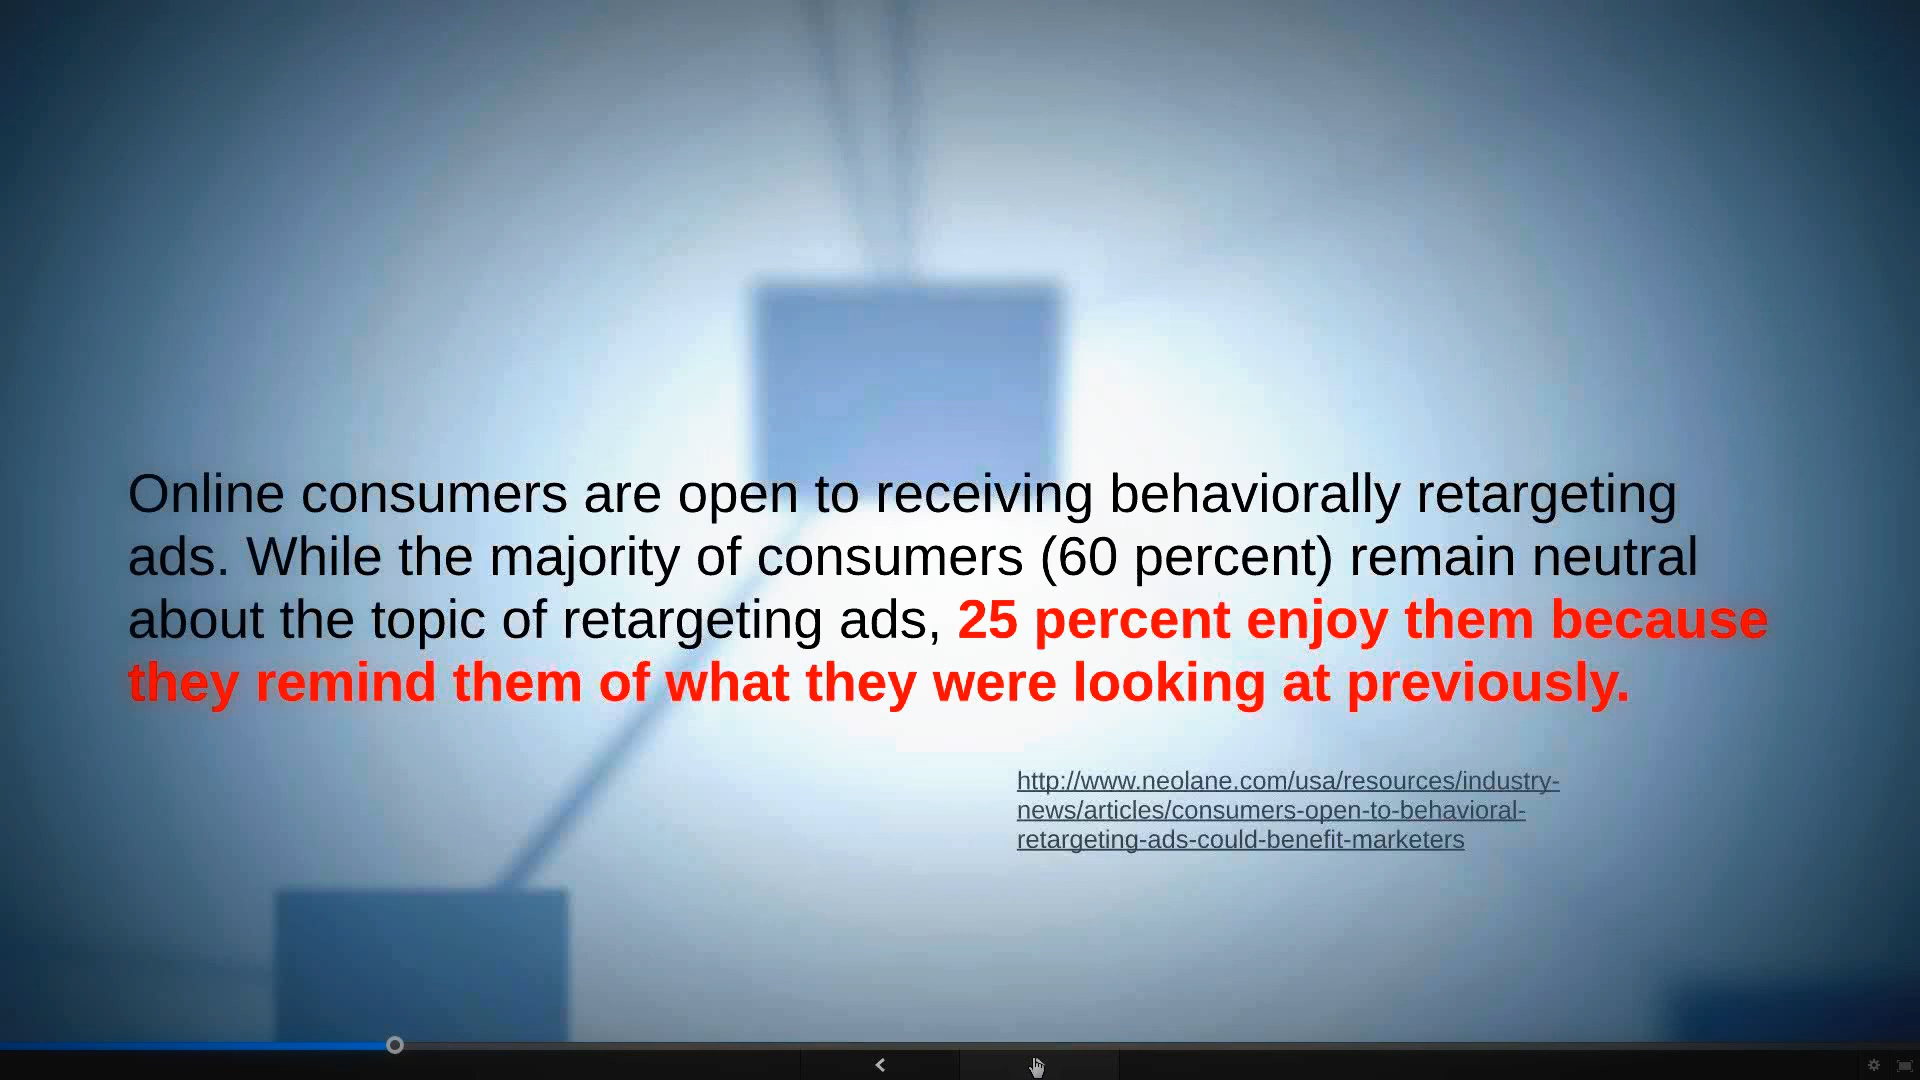 Online consumers are open to receiving behaviorally retargeting
ads. While the majority of consumers (60 percent) remain neutral
about the topic of retargeting ads, 25 percent enjoy them because
they remind them of what they were looking at previously.
http://www.neolane.com/usa/resources/industry-
news/articles/consumers-open-to-behavioral-
retargeting-ads-could-benefit-marketers